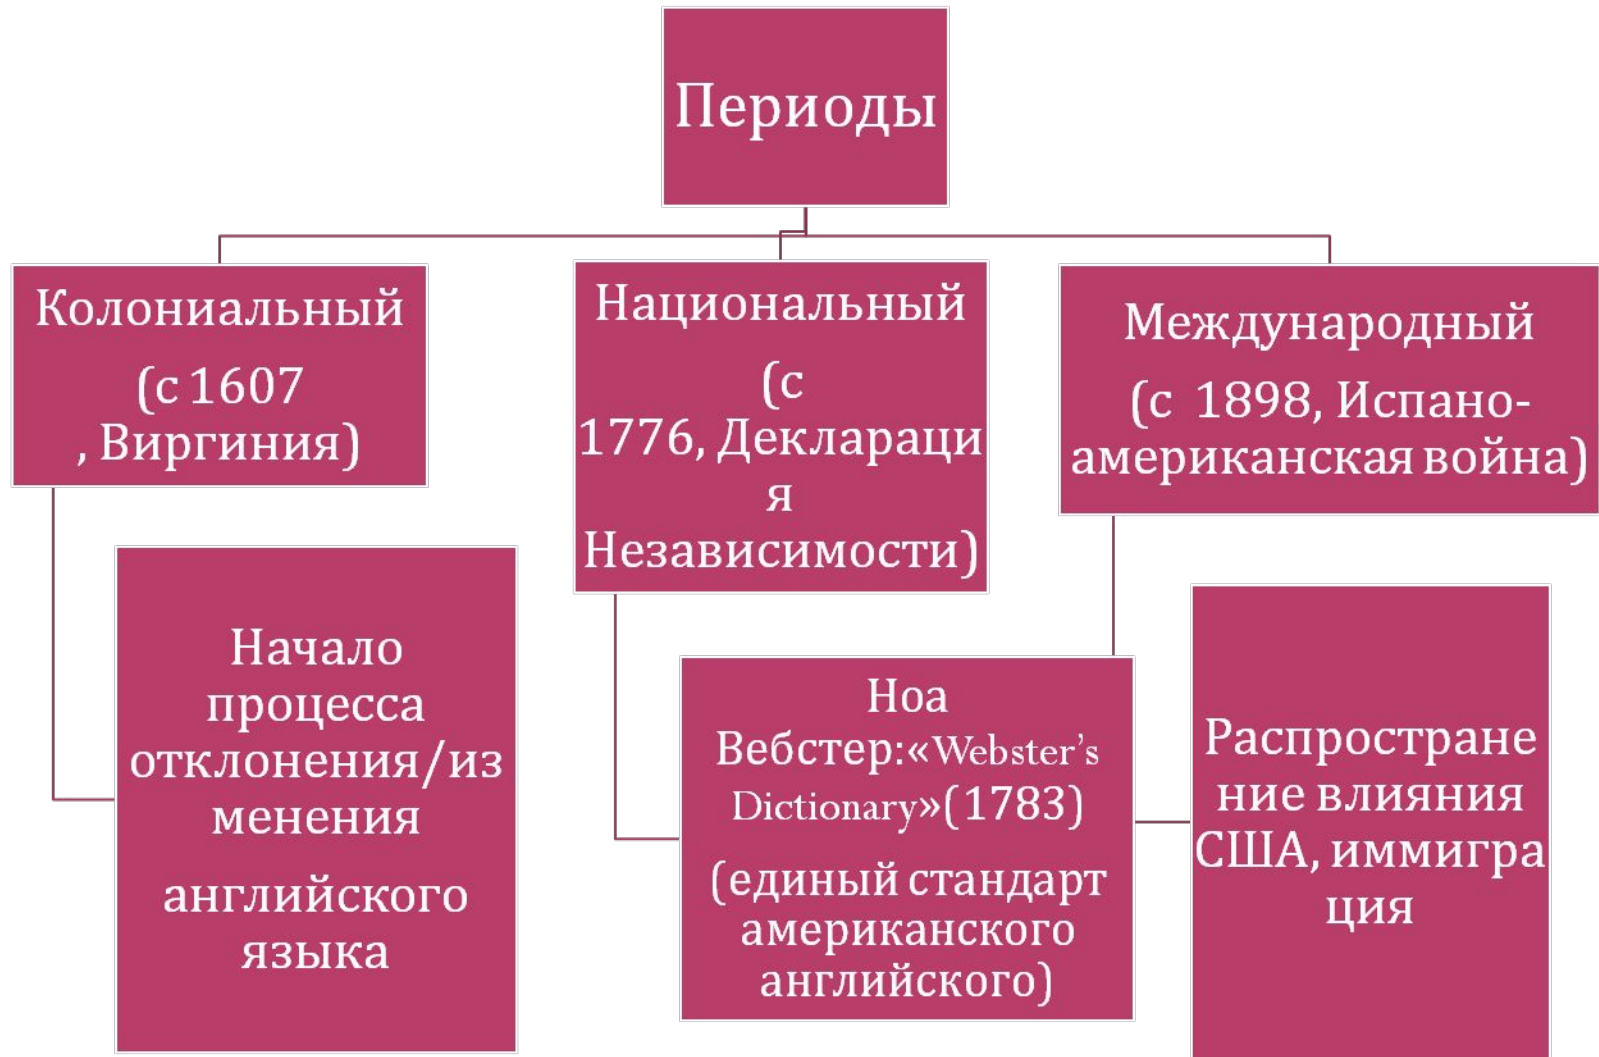 Периоды
Колониальный
(с 1607
, Виргиния)
Начало
процесса
отклонения/из
менения
английского
языка
Национальный
(с
1776, Деклараци
я
Независимости)
Ноа
Вебстер:«Webster’s
Dictionary»(1783)
(единый стандарт
американского
английского)
Международный
(с  1898, Испано-
американская война)
Распростране
ние влияния
США, иммигра
ция